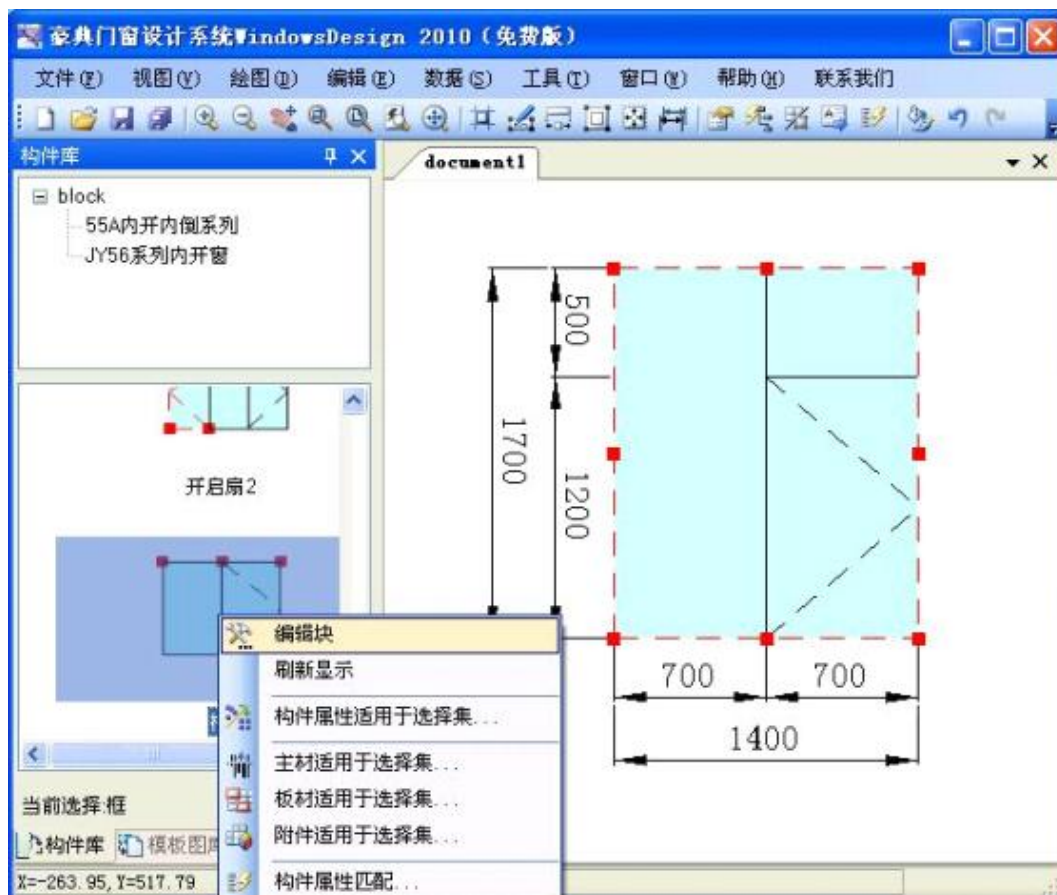 豪典门窗设计系统WindowsDesign 2010（免费版）
文件(F) 视图(V) 绘图(D) 编辑(E) 数据(S) 工具(T) 窗口(W) 帮助(H) 联系我们
构件库
document1
block
55A内开内倒系列
JY56系列内开窗
开启扇2
编辑块
刷新显示
构件属性适用于选择集...
主材适用于选择集...
板材适用于选择集...
附件适用于选择集...
构件属性匹配...
当前选择:框
构件库 模板图库
X=-263.95, Y=517.79
500
1700
1200
700 700
1400